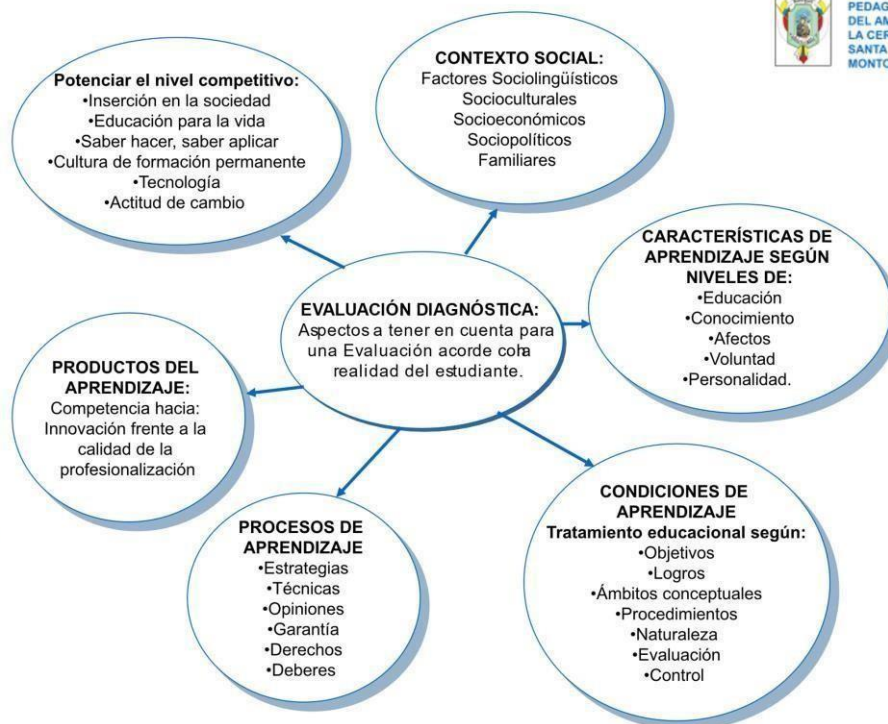 PEDAG
DEL AM
LA CER
SANTA
MONTO
Potenciar el nivel competitivo:
•Inserción en la sociedad
•Educación para la vida
•Saber hacer, saber aplicar
•Cultura de formación permanente
•Tecnología
•Actitud de cambio
CONTEXTO SOCIAL:
Factores Sociolingüísticos
Socioculturales
Socioeconómicos
Sociopolíticos
Familiares
CARACTERÍSTICAS DE
APRENDIZAJE SEGÚN
NIVELES DE:
•Educación
•Conocimiento
•Afectos
•Voluntad
•Personalidad.
EVALUACIÓN DIAGNÓSTICA:
Aspectos a tener en cuenta para
una Evaluación acorde con la
realidad del estudiante.
PRODUCTOS DEL
APRENDIZAJE:
Competencia hacia:
Innovación frente a la
calidad de la
profesionalización
PROCESOS DE
APRENDIZAJE
•Estrategias
•Técnicas
•Opiniones
•Garantía
•Derechos
•Deberes
CONDICIONES DE
APRENDIZAJE
Tratamiento educacional según:
•Objetivos
•Logros
•Ámbitos conceptuales
•Procedimientos
•Naturaleza
•Evaluación
•Control